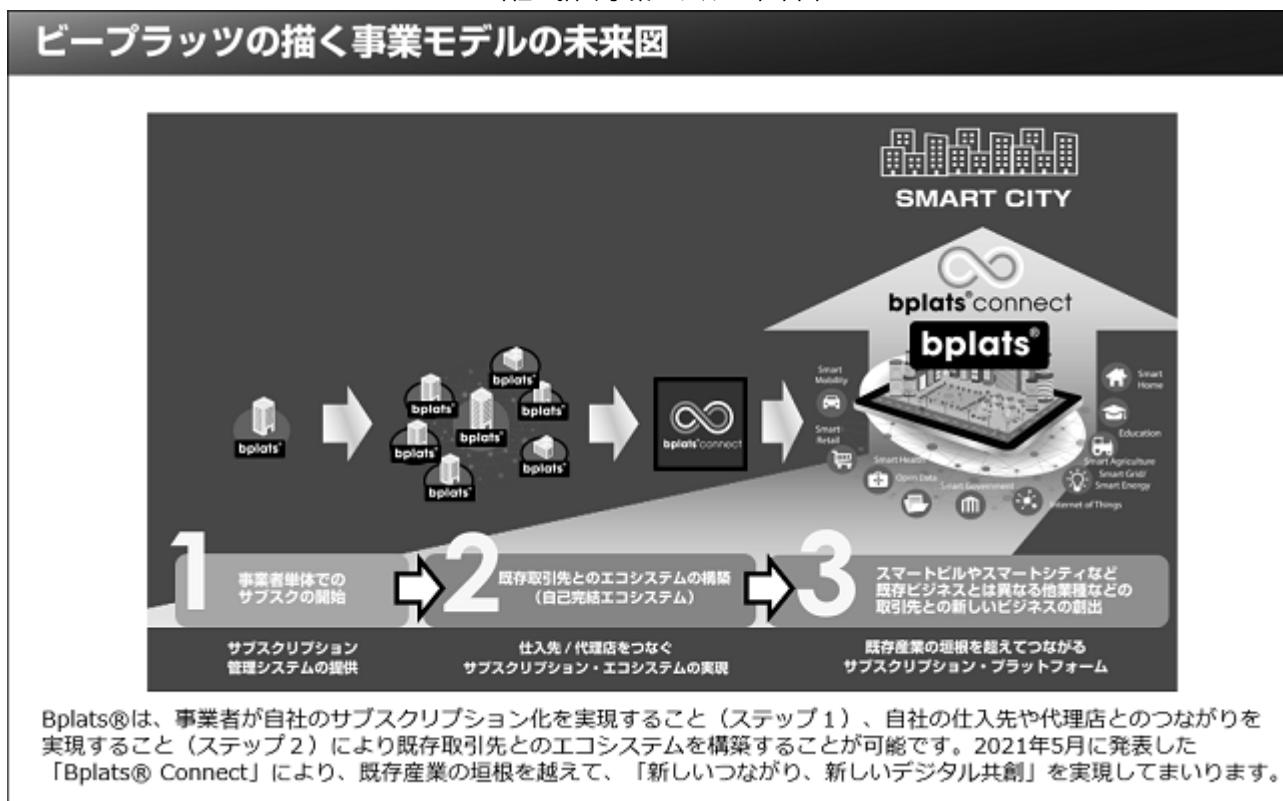 ビープラッツの描く事業モデルの未来図
SMART CITY
bplats®connect
bplats®
Smart
Mobility
Smart
Home
Smart
Retail
Education
Smart Health
Smart Agriculture
Open Data
Smart Government
Smart Grid/
Smart Energy
Internet of Things
bplats®
bplats®
bplats®
bplats®
bplats®
bplats®
bplats®
bplats®
bplats®connect
1
事業者単体での
サブスクの開始
2
既存取引先とのエコシステムの構築
（自己完結エコシステム）
3
スマートビルやスマートシティなど
既存ビジネスとは異なる他業種などの
取引先との新しいビジネスの創出
サブスクリプション
管理システムの提供
仕入先 / 代理店をつなぐ
サブスクリプション・エコシステムの実現
既存産業の垣根を超えてつながる
サブスクリプション・プラットフォーム
Bplats®は、事業者が自社のサブスクリプション化を実現すること（ステップ１）、自社の仕入先や代理店とのつながりを
実現すること（ステップ２）により既存取引先とのエコシステムを構築することが可能です。2021年5月に発表した
「Bplats® Connect」により、既存産業の垣根を越えて、「新しいつながり、新しいデジタル共創」を実現してまいります。